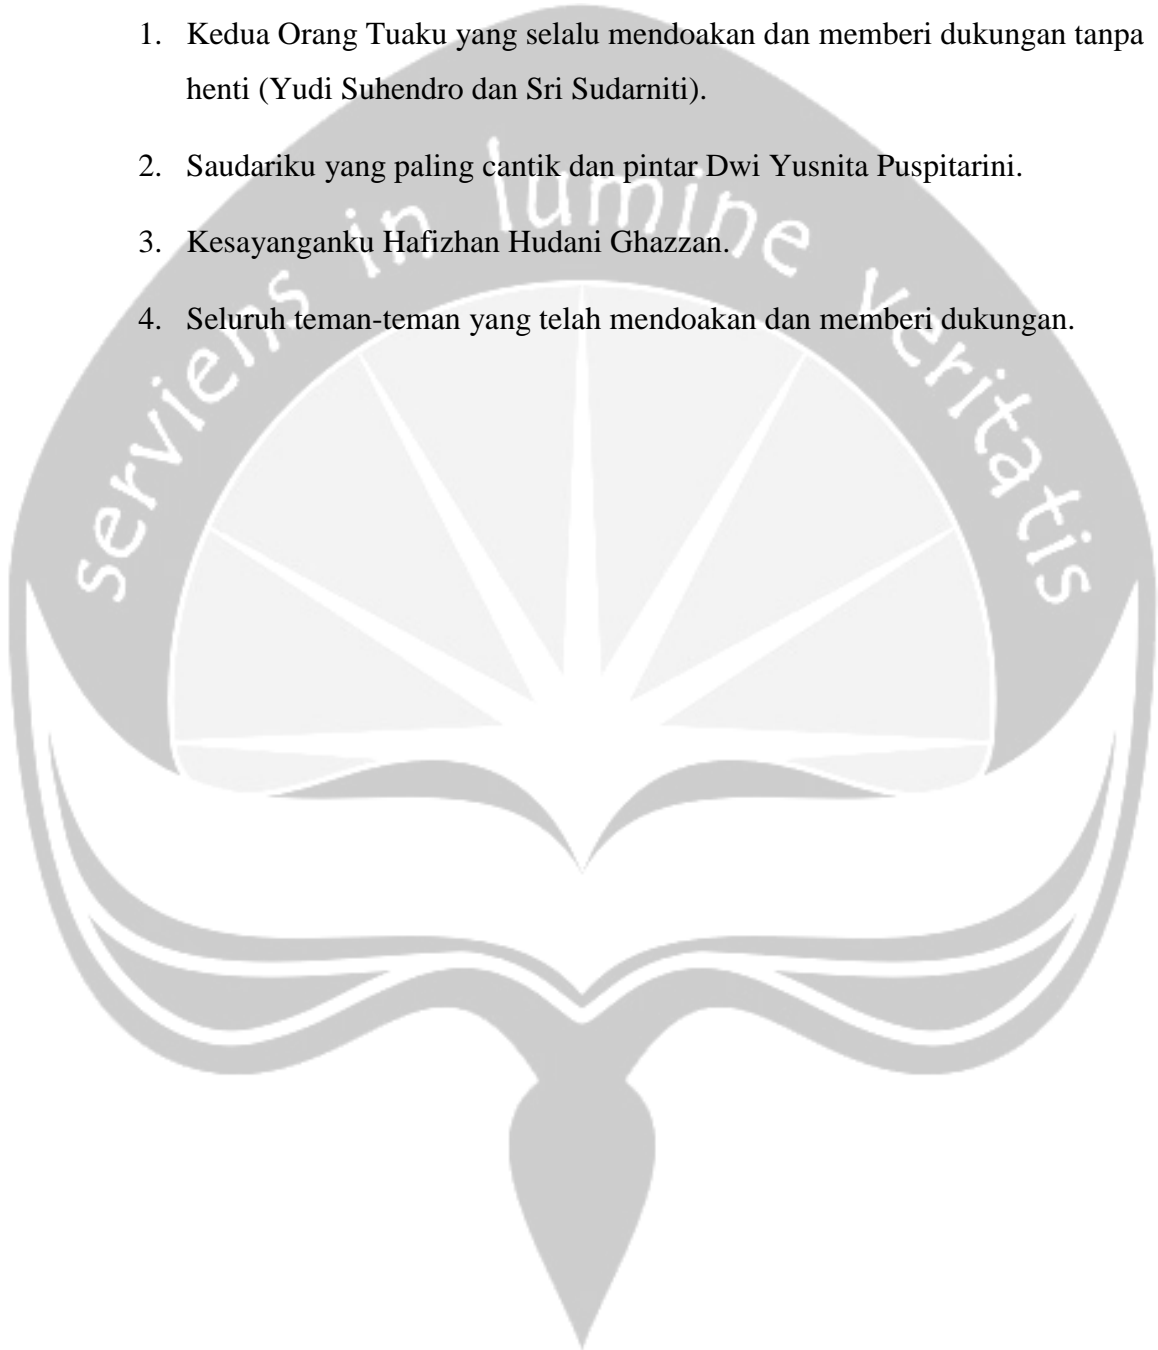 1. Kedua Orang Tuaku yang selalu mendoakan dan memberi dukungan tanpa
henti (Yudi Suhendro dan Sri Sudarniti).
2. Saudariku yang paling cantik dan pintar Dwi Yusnita Puspitarini.
3. Kesayanganku Hafizhan Hudani Ghazzan.
4. Seluruh teman-teman yang telah mendoakan dan memberi dukungan.
serviens in lumine veritatis